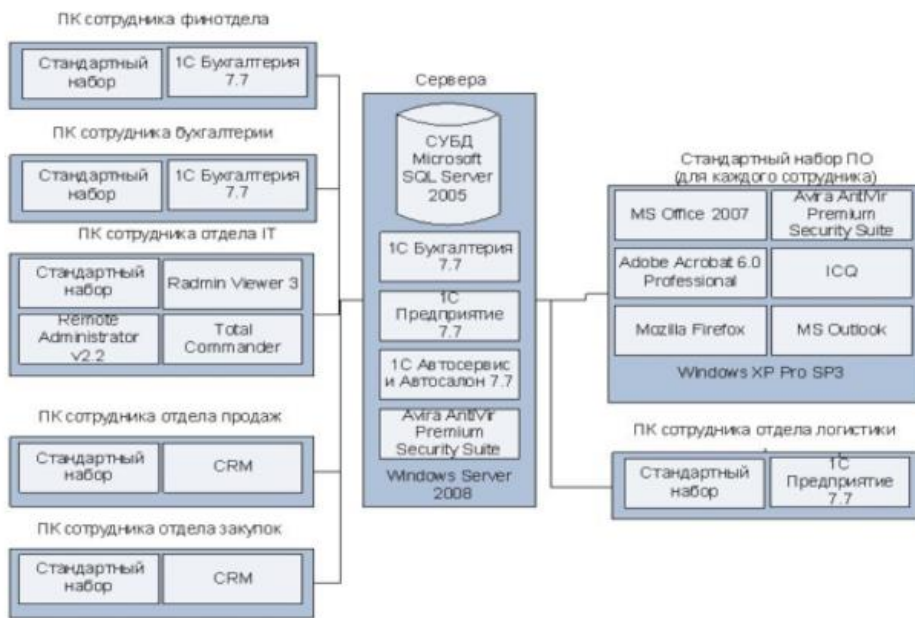 ПК сотрудника финотдела
Стандартный
набор
1С Бухгалтерия
7.7
ПК сотрудника бухгалтерии
Стандартный
набор
1С Бухгалтерия
7.7
ПК сотрудника отдела IT
Стандартный
набор
Radmin Viewer 3
Remote
Administrator
v2.2
Total
Commander
ПК сотрудника отдела продаж
Стандартный
набор
CRM
ПК сотрудника отдела закупок
Стандартный
набор
CRM
Сервера
СУБД
Microsoft
SQL Server
2005
1С Бухгалтерия
7.7
1С
Предприятие
7.7
1С Автосервис
и Автосалон 7.7
Avira AntiVir
Premium
Security Suite
Windows Server
2008
Стандартный набор ПО
(для каждого сотрудника)
MS Office 2007
Avira AntiVir
Premium
Security Suite
Adobe Acrobat 6.0
Professional
ICQ
Mozilla Firefox
MS Outlook
Windows XP Pro SP3
ПК сотрудника отдела логистики
Стандартный
набор
1С
Предприятие
7.7